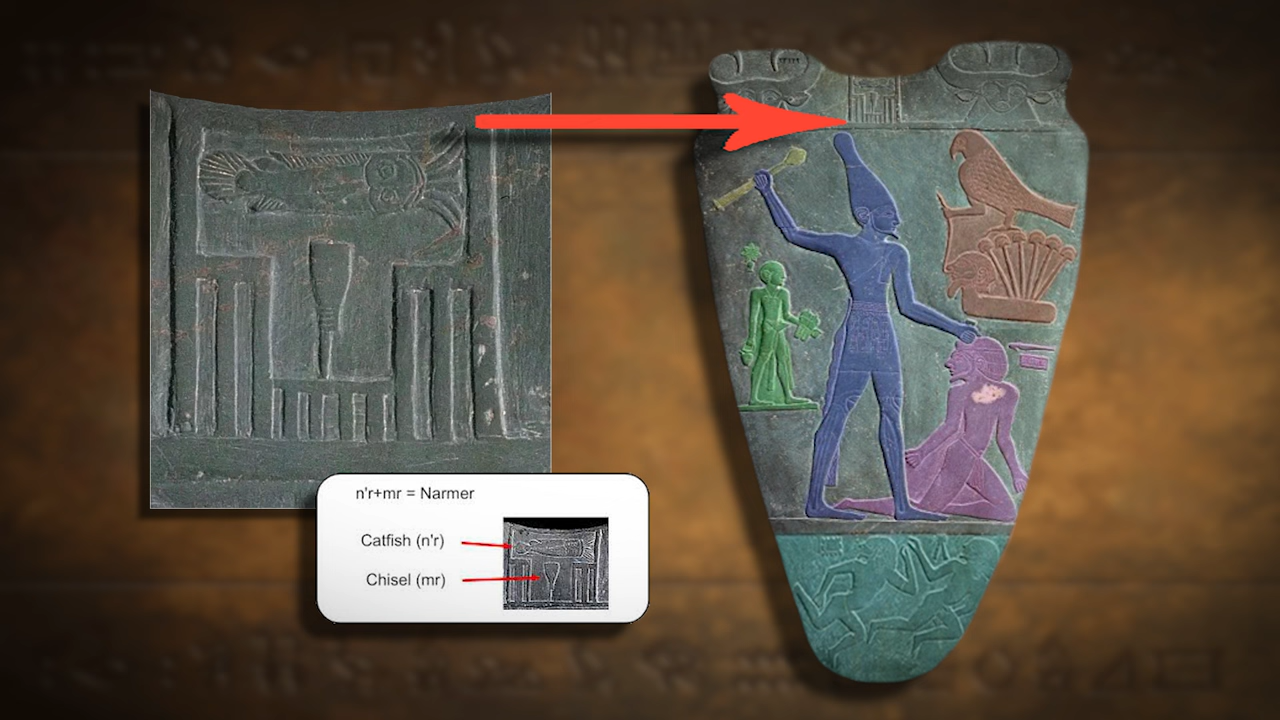 n'r+mr = Narmer
Catfish (n'r)
Chisel (mr)